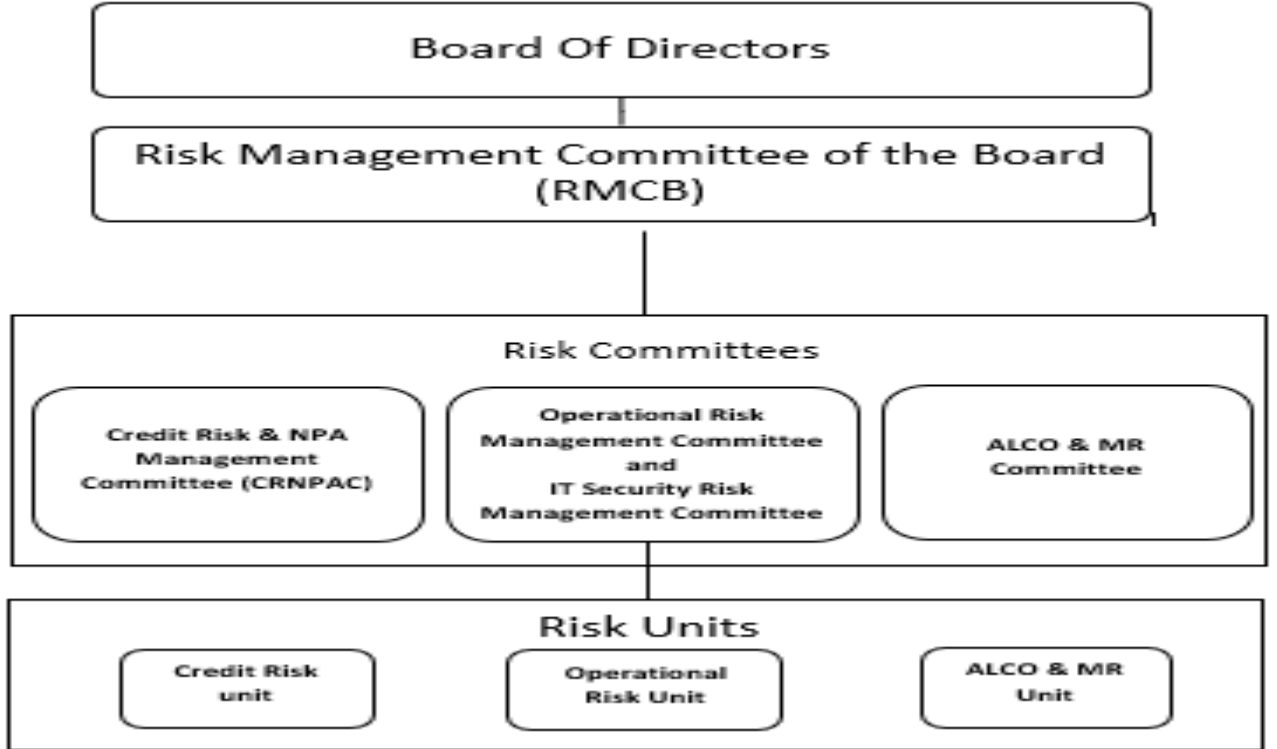 Board Of Directors
Risk Management Committee of the Board
(RMCB)
Risk Committees
Credit Risk & NPA
Management
Committee (CRNPAC)
Operational Risk
Management Committee
and
IT Security Risk
Management Committee
ALCO & MR
Committee
Risk Units
Credit Risk
unit
Operational
Risk Unit
ALCO & MR
Unit